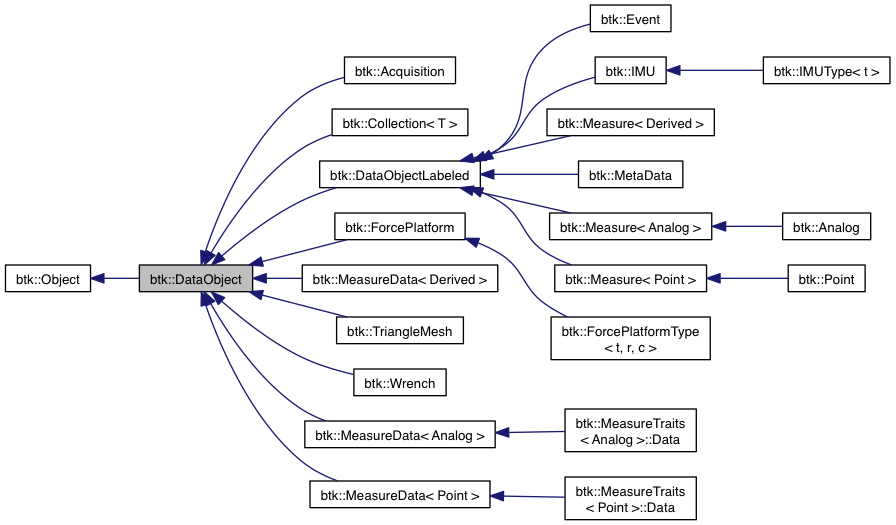 btk::Event
btk::Acquisition
btk::IMU
btk::IMUType< t >
btk::Collection< T >
btk::Measure< Derived >
btk::DataObjectLabeled
btk::MetaData
btk::ForcePlatform
btk::Measure< Analog >
btk::Analog
btk::Object
btk::DataObject
btk::MeasureData< Derived >
btk::Measure< Point >
btk::Point
btk::TriangleMesh
btk::ForcePlatformType
< t, r, c >
btk::Wrench
btk::MeasureData< Analog >
btk::MeasureTraits
< Analog >::Data
btk::MeasureData< Point >
btk::MeasureTraits
< Point >::Data